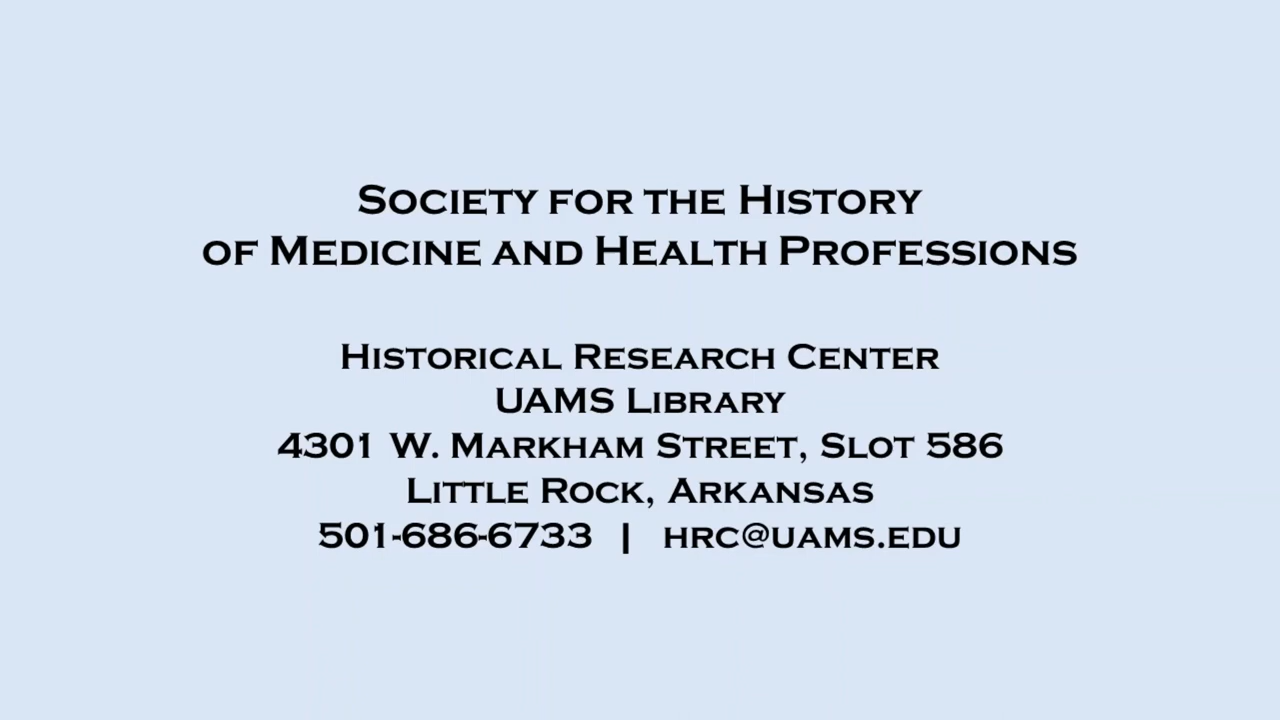 Society for the History
of Medicine and Health Professions
Historical Research Center
UAMS Library
4301 W. Markham Street, Slot 586
Little Rock, Arkansas
501-686-6733 | hrc@uams.edu